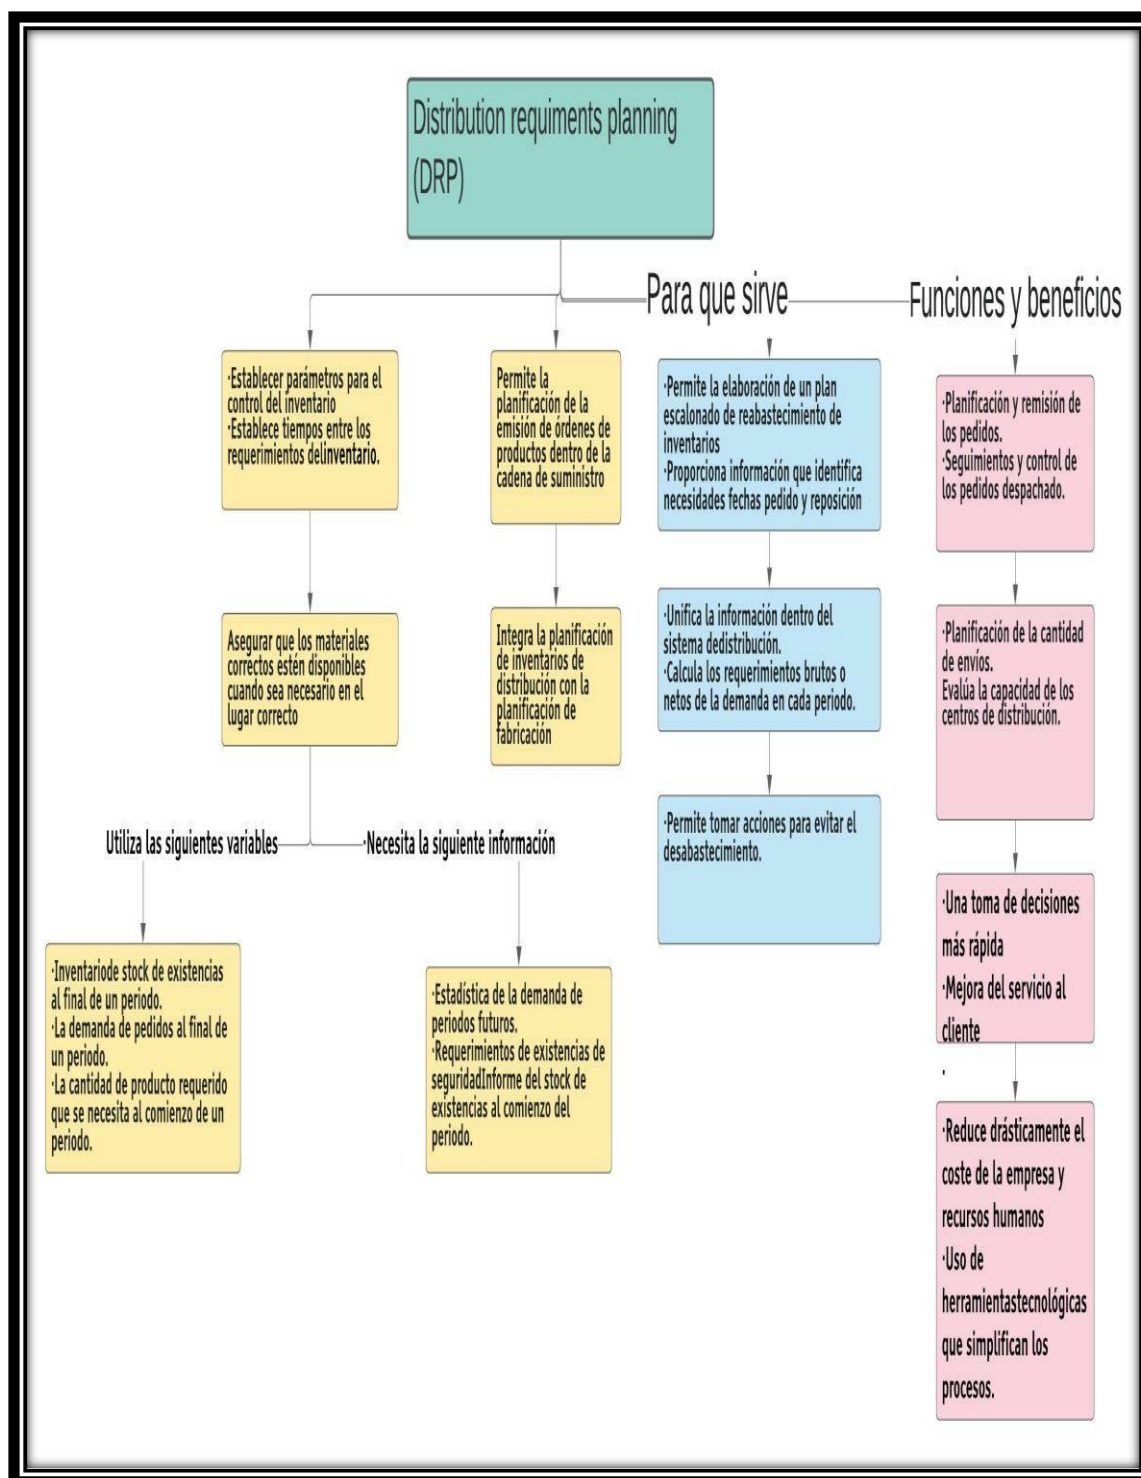 Distribution requiments planning
(DRP)
Para que sirve
Funciones y beneficios
·Establecer parámetros para el
control del inventario
·Establece tiempos entre los
requerimientos delinventario.
Permite la
planificación de la
emisión de órdenes de
productos dentro de la
cadena de suministro
·Permite la elaboración de un plan
escalonado de reabastecimiento de
inventarios
·Proporciona información que identifica
necesidades fechas pedido y reposición
·Planificación y remisión de
los pedidos.
·Seguimientos y control de
los pedidos despachado.
Asegurar que los materiales
correctos estén disponibles
cuando sea necesario en el
lugar correcto
Integra la planificación
de inventarios de
distribución con la
planificación de
fabricación
·Unifica la información dentro del
sistema dedistribución.
·Calcula los requerimientos brutos o
netos de la demanda en cada periodo.
·Planificación de la cantidad
de envíos.
Evalúa la capacidad de los
centros de distribución.
Utiliza las siguientes variables
·Necesita la siguiente información
·Permite tomar acciones para evitar el
desabastecimiento.
·Una toma de decisiones
más rápida
·Mejora del servicio al
cliente
·
·Inventariode stock de existencias
al final de un periodo.
·La demanda de pedidos al final de
un periodo.
·La cantidad de producto requerido
que se necesita al comienzo de un
periodo.
·Estadística de la demanda de
periodos futuros.
·Requerimientos de existencias de
seguridadInforme del stock de
existencias al comienzo del
periodo.
·Reduce drásticamente el
coste de la empresa y
recursos humanos
·Uso de
herramientastecnológicas
que simplifican los
procesos.